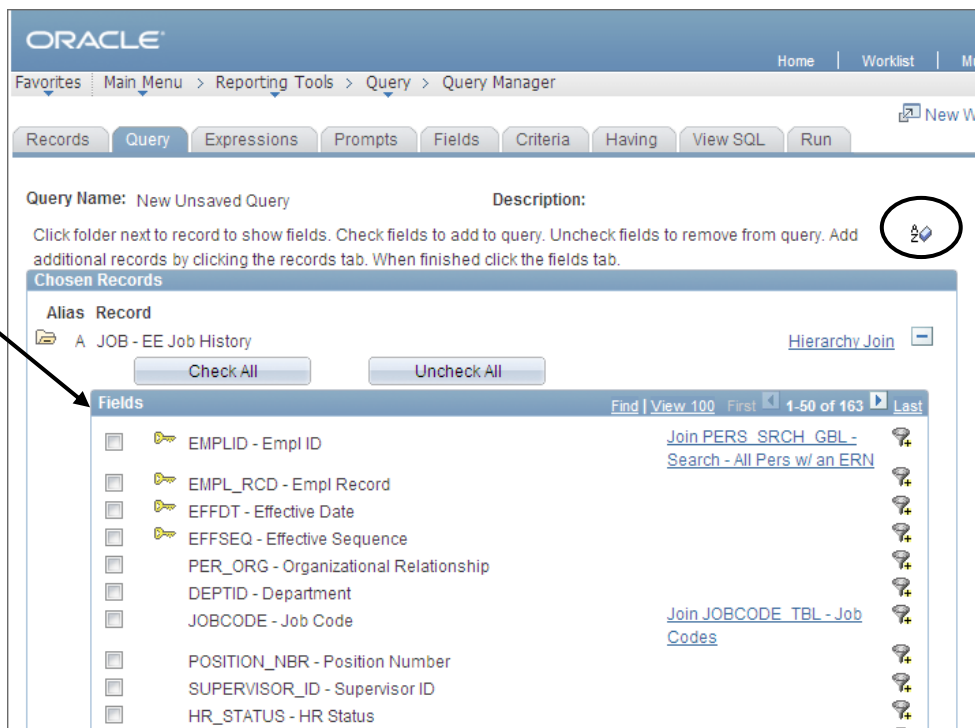 ORACLE
Home | Worklist | Mu
Favorites Main Menu > Reporting Tools > Query > Query Manager
New W
Records Query Expressions Prompts Fields Criteria Having View SQL Run
Query Name: New Unsaved Query Description:
Click folder next to record to show fields. Check fields to add to query. Uncheck fields to remove from query. Add
additional records by clicking the records tab. When finished click the fields tab.
A
Z
Chosen Records
Alias Record
A JOB - EE Job History Hierarchy Join
Check All Uncheck All
Fields Find | View 100 First 1-50 of 163 Last
EMPLID - Empl ID Join PERS_SRCH_GBL -
Search - All Pers w/ an ERN
EMPL_RCD - Empl Record
EFFDT - Effective Date
EFFSEQ - Effective Sequence
PER_ORG - Organizational Relationship
DEPTID - Department
JOBCODE - Job Code Join JOBCODE_TBL - Job
Codes
POSITION_NBR - Position Number
SUPERVISOR_ID - Supervisor ID
HR_STATUS - HR Status